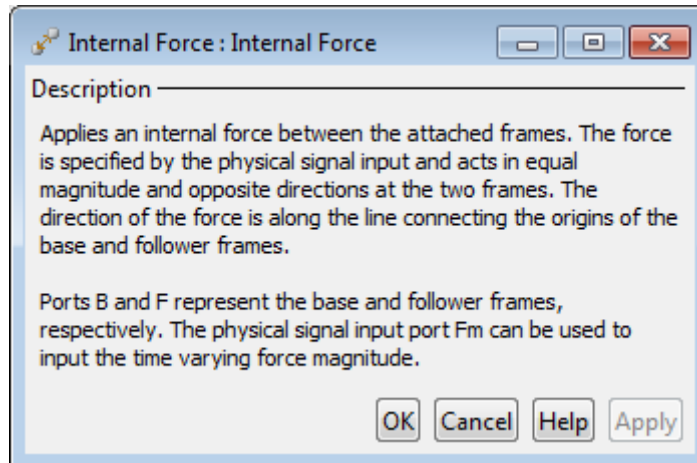 Internal Force : Internal Force
Description
Applies an internal force between the attached frames. The force
is specified by the physical signal input and acts in equal
magnitude and opposite directions at the two frames. The
direction of the force is along the line connecting the origins of the
base and follower frames.
Ports B and F represent the base and follower frames,
respectively. The physical signal input port Fm can be used to
input the time varying force magnitude.
OK Cancel Help Apply